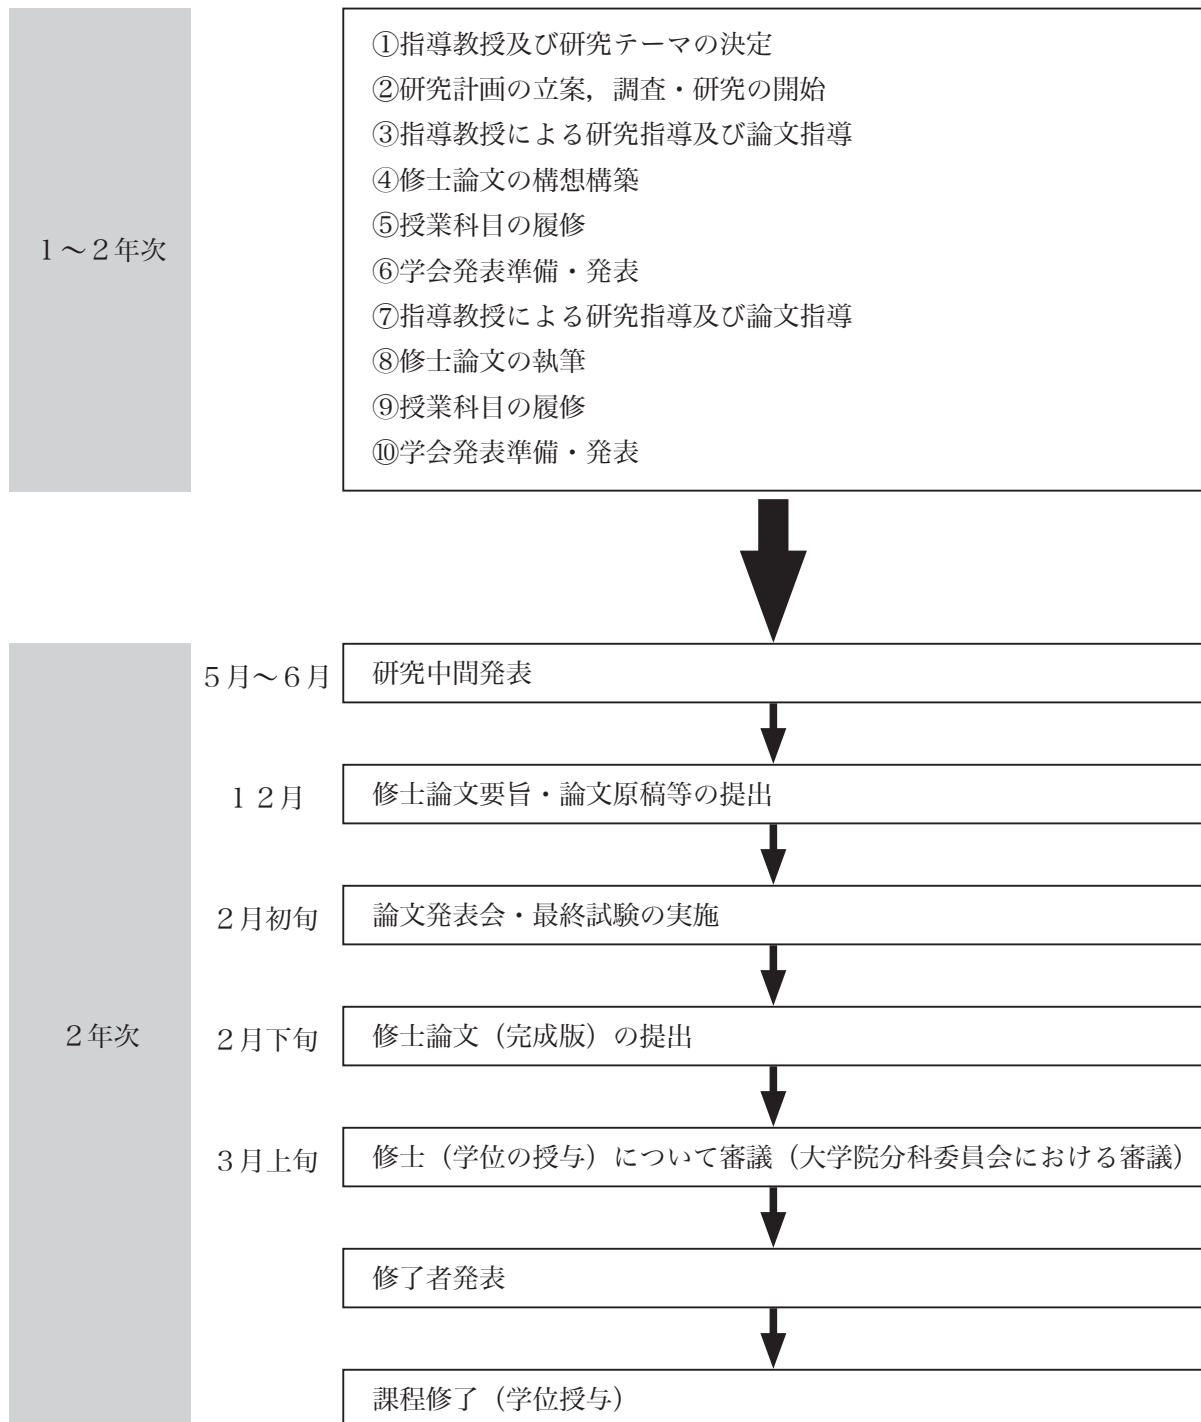 1～2年次
①指導教授及び研究テーマの決定
②研究計画の立案，調査・研究の開始
③指導教授による研究指導及び論文指導
④修士論文の構想構築
⑤授業科目の履修
⑥学会発表準備・発表
⑦指導教授による研究指導及び論文指導
⑧修士論文の執筆
⑨授業科目の履修
⑩学会発表準備・発表
2年次
5月～6月 研究中間発表
12月 修士論文要旨・論文原稿等の提出
2月初旬 論文発表会・最終試験の実施
2月下旬 修士論文（完成版）の提出
3月上旬 修士（学位の授与）について審議（大学院分科委員会における審議）
修了者発表
課程修了（学位授与）